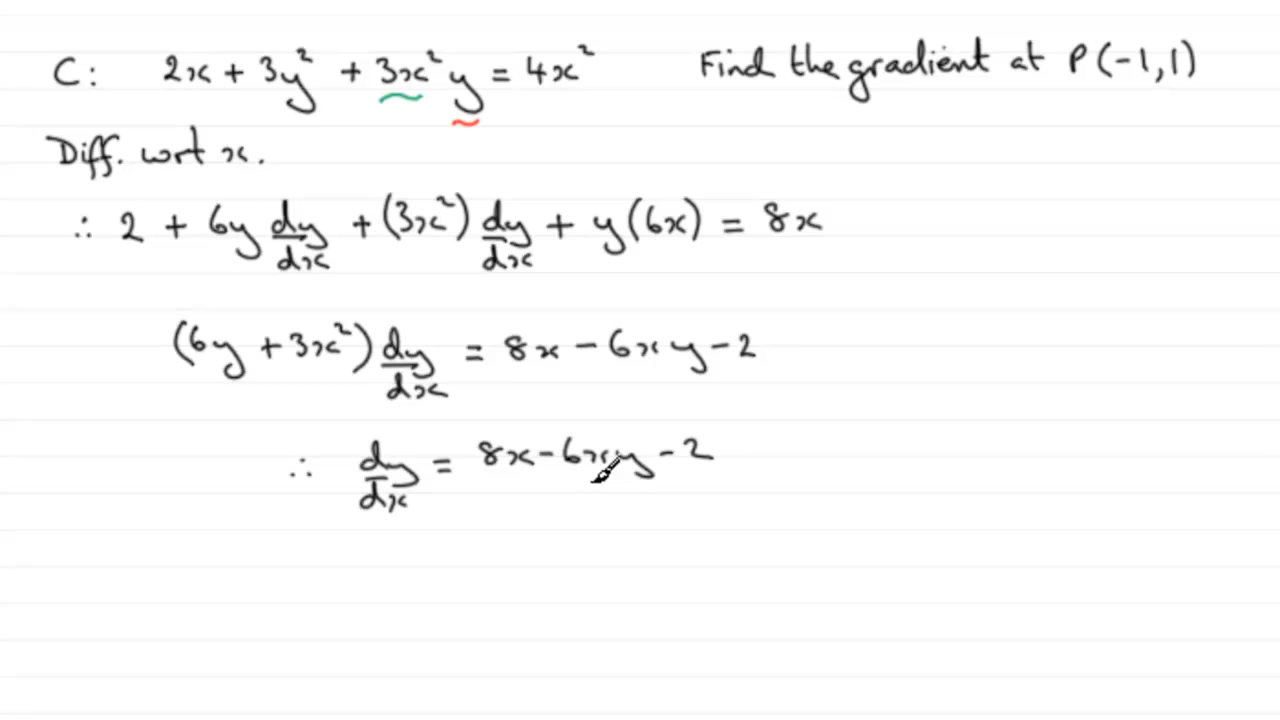 C: 2x + 3y² + 3x²y = 4x² Find the gradient at P(-1,1)
Diff. wrt x.
∴ 2 + 6y dy/dx + (3x²) dy/dx + y(6x) = 8x
(6y + 3x²) dy/dx = 8x - 6xy - 2
∴ dy/dx = 8x - 6xy - 2